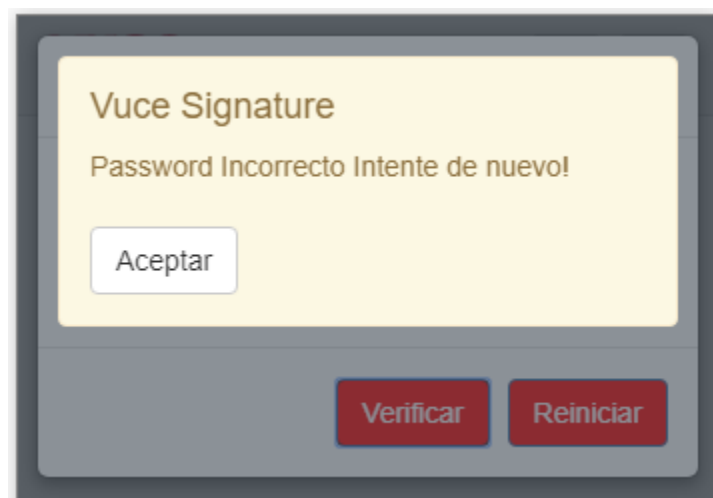 Vuce Signature
Password Incorrecto Intente de nuevo!
Aceptar
Verificar Reiniciar